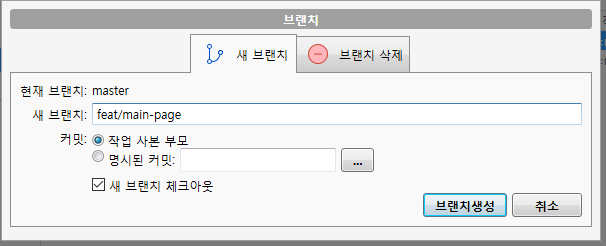 브랜치
새 브랜치
브랜치 삭제
현재 브랜치: master
새 브랜치: feat/main-page
커밋: 작업 사본 부모
명시된 커밋: ...
새 브랜치 체크아웃
브랜치생성 취소